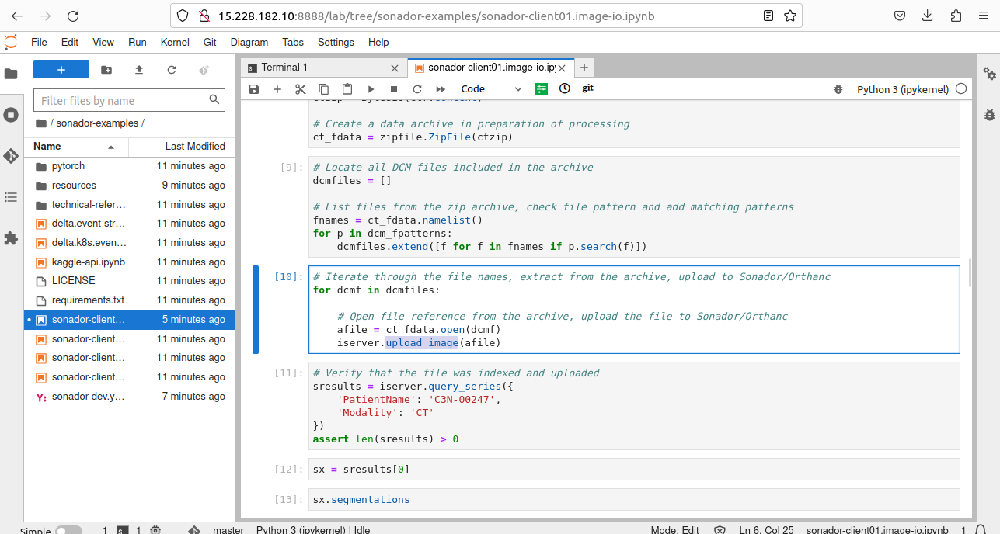 15.228.182.10:8888/lab/tree/sonador-examples/sonador-client01.image-io.ipynb
File Edit View Run Kernel Git Diagram Tabs Settings Help
Terminal 1
sonador-client01.image-io.ipy
Filter files by name
Code
git
Python 3 (ipykernel)
/ sonador-examples /
Name Last Modified
pytorch 11 minutes ago
resources 9 minutes ago
technical-refer… 11 minutes ago
delta.event-str… 11 minutes ago
delta.k8s.even… 11 minutes ago
kaggle-api.ipynb 11 minutes ago
LICENSE 11 minutes ago
requirements.txt 11 minutes ago
sonador-client… 5 minutes ago
sonador-client… 11 minutes ago
sonador-client… 11 minutes ago
sonador-client… 11 minutes ago
Y: sonador-dev.y… 7 minutes ago
# Create a data archive in preparation of processing
ct_fdata = zipfile.ZipFile(ctzip)
[9]: # Locate all DCM files included in the archive
dcmfiles = []
# List files from the zip archive, check file pattern and add matching patterns
fnames = ct_fdata.namelist()
for p in dcm_fpatterns:
dcmfiles.extend([f for f in fnames if p.search(f)])
[10]: # Iterate through the file names, extract from the archive, upload to Sonador/Orthanc
for dcmf in dcmfiles:
# Open file reference from the archive, upload the file to Sonador/Orthanc
afile = ct_fdata.open(dcmf)
iserver.upload_image(afile)
[11]: # Verify that the file was indexed and uploaded
sresults = iserver.query_series({
'PatientName': 'C3N-00247',
'Modality': 'CT'
})
assert len(sresults) > 0
[12]: sx = sresults[0]
[13]: sx.segmentations
Simple 1 1 master Python 3 (ipykernel) | Idle Mode: Edit Ln 6, Col 25 sonador-client01.image-io.ipynb 1